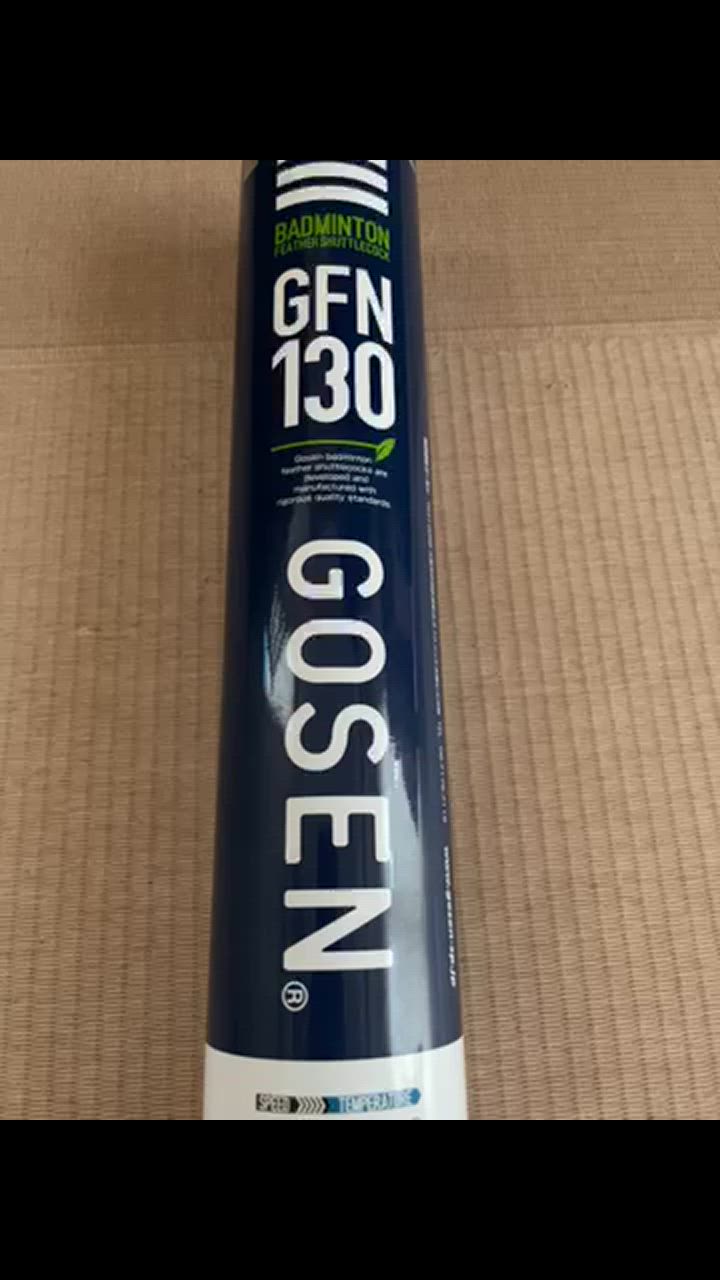 BADMINTON
FEATHER SHUTTLECOCK
GFN
130
Gosen badminton
feather shuttlecocks are
developed and
manufactured with
rigorous quality standards
GOSEN®
SPEED TEMPERATURE